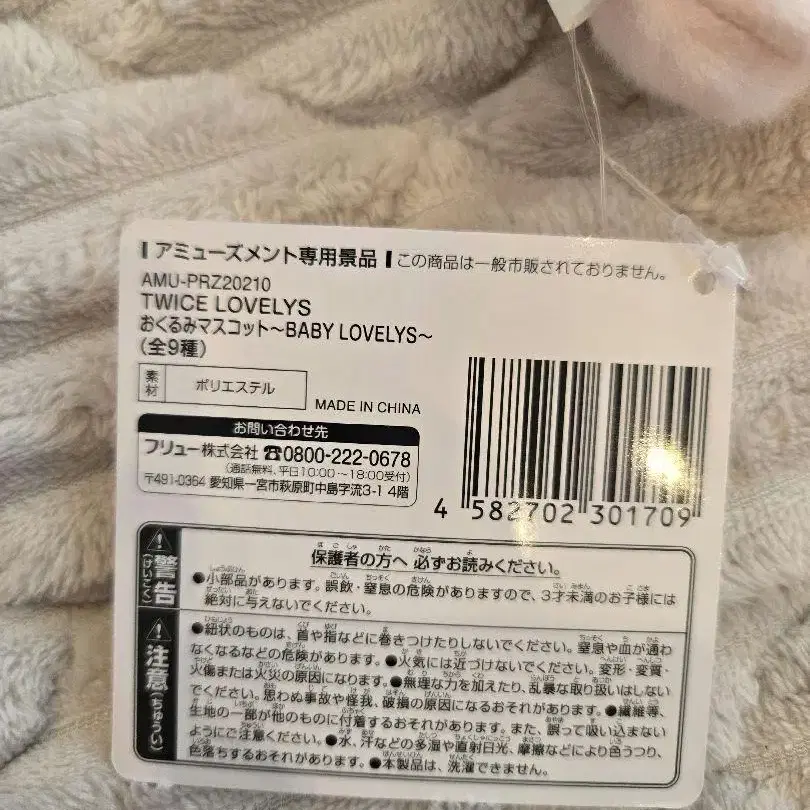 アミューズメント専用景品 この商品は一般市販されておりません。
AMU-PRZ20210
TWICE LOVELYS
おくるみマスコット～BABY LOVELYS～
(全9種)
素材 ポリエステル
MADE IN CHINA
お問い合わせ先
フリュー株式会社 ☎0800-222-0678
(通話無料、平日10:00～18:00受付)
〒491-0364 愛知県一宮市萩原町中島字流3-1 4階
4 582702 301709
警告(けいこく)
保護者の方へ 必ずお読みください。
●小部品があります。誤飲・窒息の危険がありますので、3才未満のお子様には
絶対に与えないでください。
注意(ちゅうい)
●紐状のものは、首や指などに巻きつけたりしないでください。窒息や血が通わ
なくなるなどの危険があります。●火気には近づけないでください。変形・変質・
火傷または火災の原因になります。●無理な力を加えたり、乱暴な取り扱いはしない
でください。思わぬ事故や怪我、破損の原因になるおそれがあります。●繊維等、
生地の一部が他のものに付着するおそれがあります。また、誤って吸い込まない
ようにご注意ください。●水、汗などの多湿や直射日光、摩擦などにより色うつり、
色落ちするおそれがあります。●本製品は、洗濯できません。